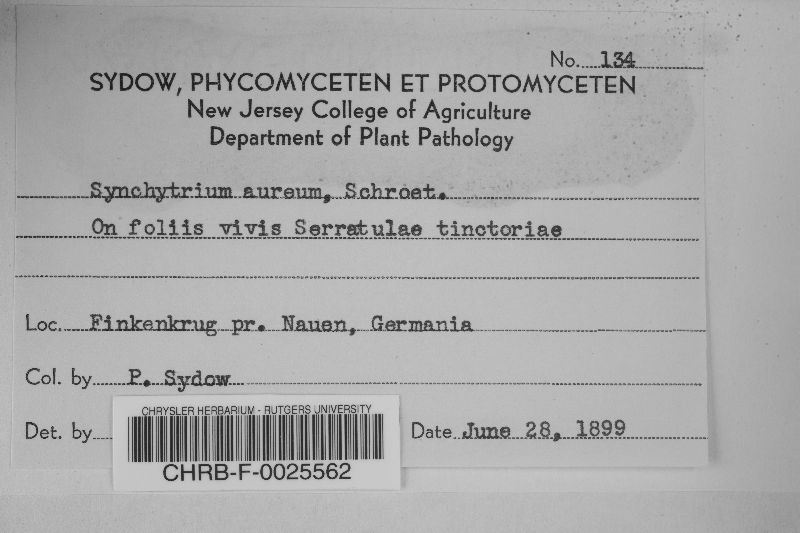 No. 134
SYDOW, PHYCOMYCETEN ET PROTOMYCETEN
New Jersey College of Agriculture
Department of Plant Pathology
Synchytrium aureum, Schroet.
On foliis vivis Serratulae tinctoriae
Loc. Finkenkrug pr. Nauen, Germania
Col. by P. Sydow
Det. by
Date June 28, 1899
CHRYSLER HERBARIUM - RUTGERS UNIVERSITY
CHRB-F-0025562